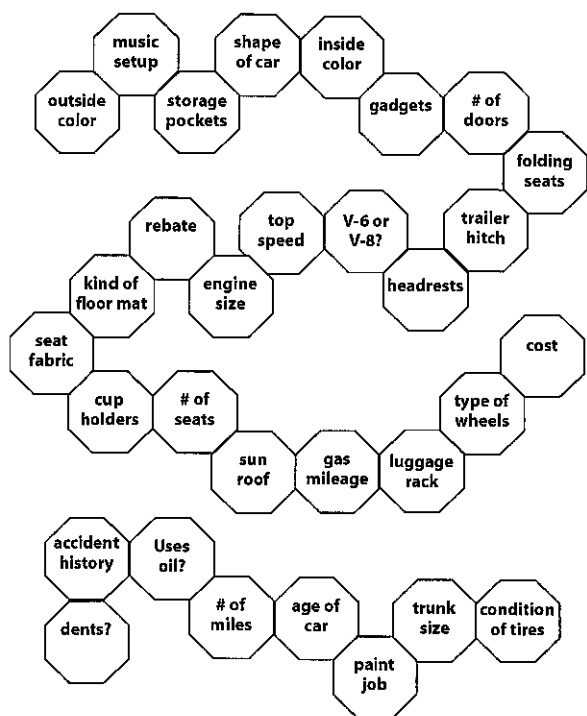 music
setup
shape
of car
inside
color
outside
color
storage
pockets
gadgets
# of
doors
folding
seats
rebate
top
speed
V-6 or
V-8?
trailer
hitch
kind of
floor mat
engine
size
headrests
seat
fabric
cost
cup
holders
# of
seats
type of
wheels
sun
roof
gas
mileage
luggage
rack
accident
history
Uses
oil?
# of
miles
age of
car
trunk
size
condition
of tires
dents?
paint
job